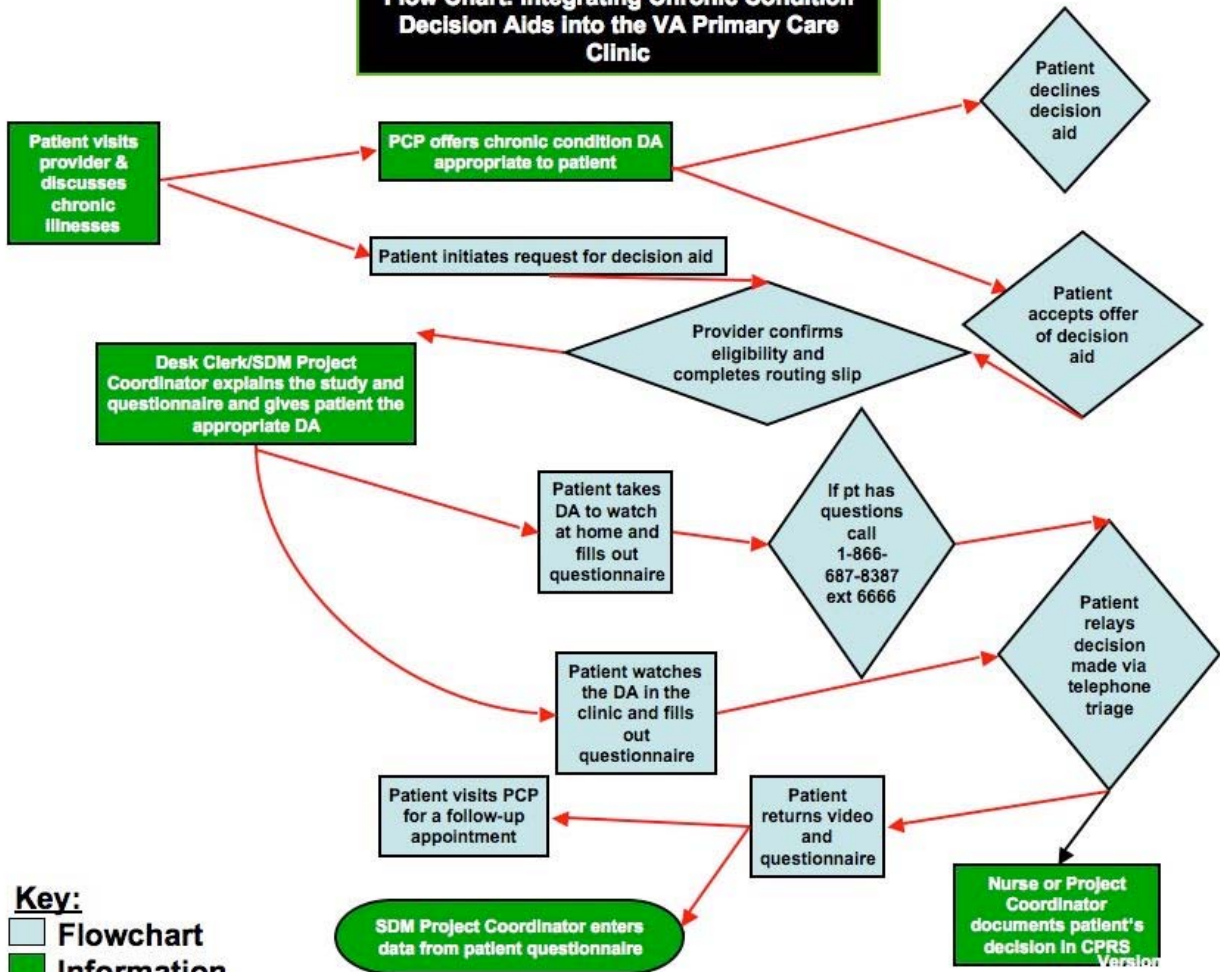 Flow Chart: Integrating Chronic Condition
Decision Aids into the VA Primary Care
Clinic
Patient
declines
decision
aid
Patient visits
provider &
discusses
chronic
illnesses
PCP offers chronic condition DA
appropriate to patient
Patient initiates request for decision aid
Patient
accepts offer
of decision
aid
Provider confirms
eligibility and
completes routing slip
Desk Clerk/SDM Project
Coordinator explains the study and
questionnaire and gives patient the
appropriate DA
Patient takes
DA to watch
at home and
fills out
questionnaire
If pt has
questions
call
1-866-
687-8387
ext 6666
Patient
relays
decision
made via
telephone
triage
Patient watches
the DA in the
clinic and fills
out
questionnaire
Patient visits PCP
for a follow-up
appointment
Patient
returns video
and
questionnaire
Nurse or Project
Coordinator
documents patient's
decision in CPRS
Version
SDM Project Coordinator enters
data from patient questionnaire
Key:
Flowchart
Information